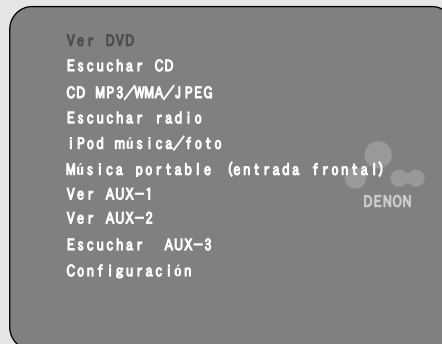 Ver DVD
Escuchar CD
CD MP3/WMA/JPEG
Escuchar radio
iPod música/foto
Música portable (entrada frontal)
Ver AUX-1
Ver AUX-2
DENON
Escuchar AUX-3
Configuración